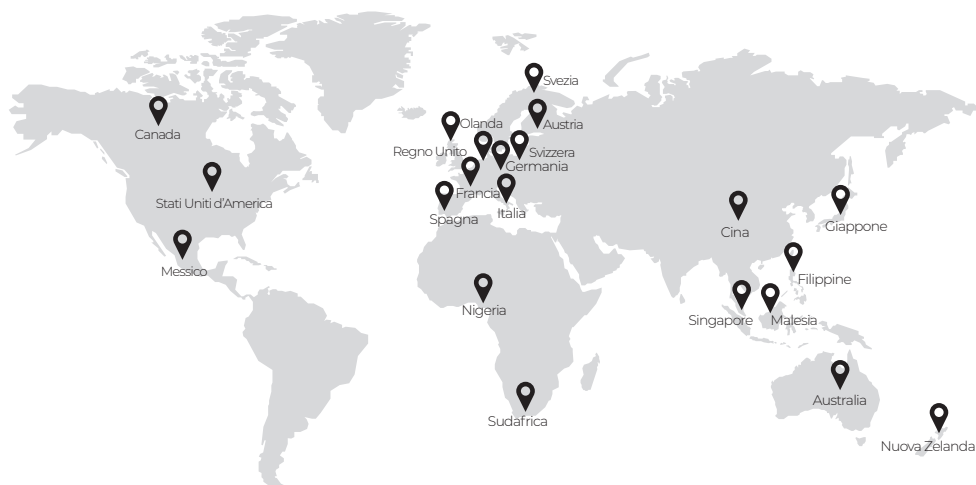 Svezia
Olanda
Austria
Canada
Regno Unito
Svizzera
Germania
Francia
Stati Uniti d'America
Italia
Spagna
Giappone
Cina
Messico
Filippine
Nigeria
Singapore
Malesia
Australia
Sudafrica
Nuova Zelanda